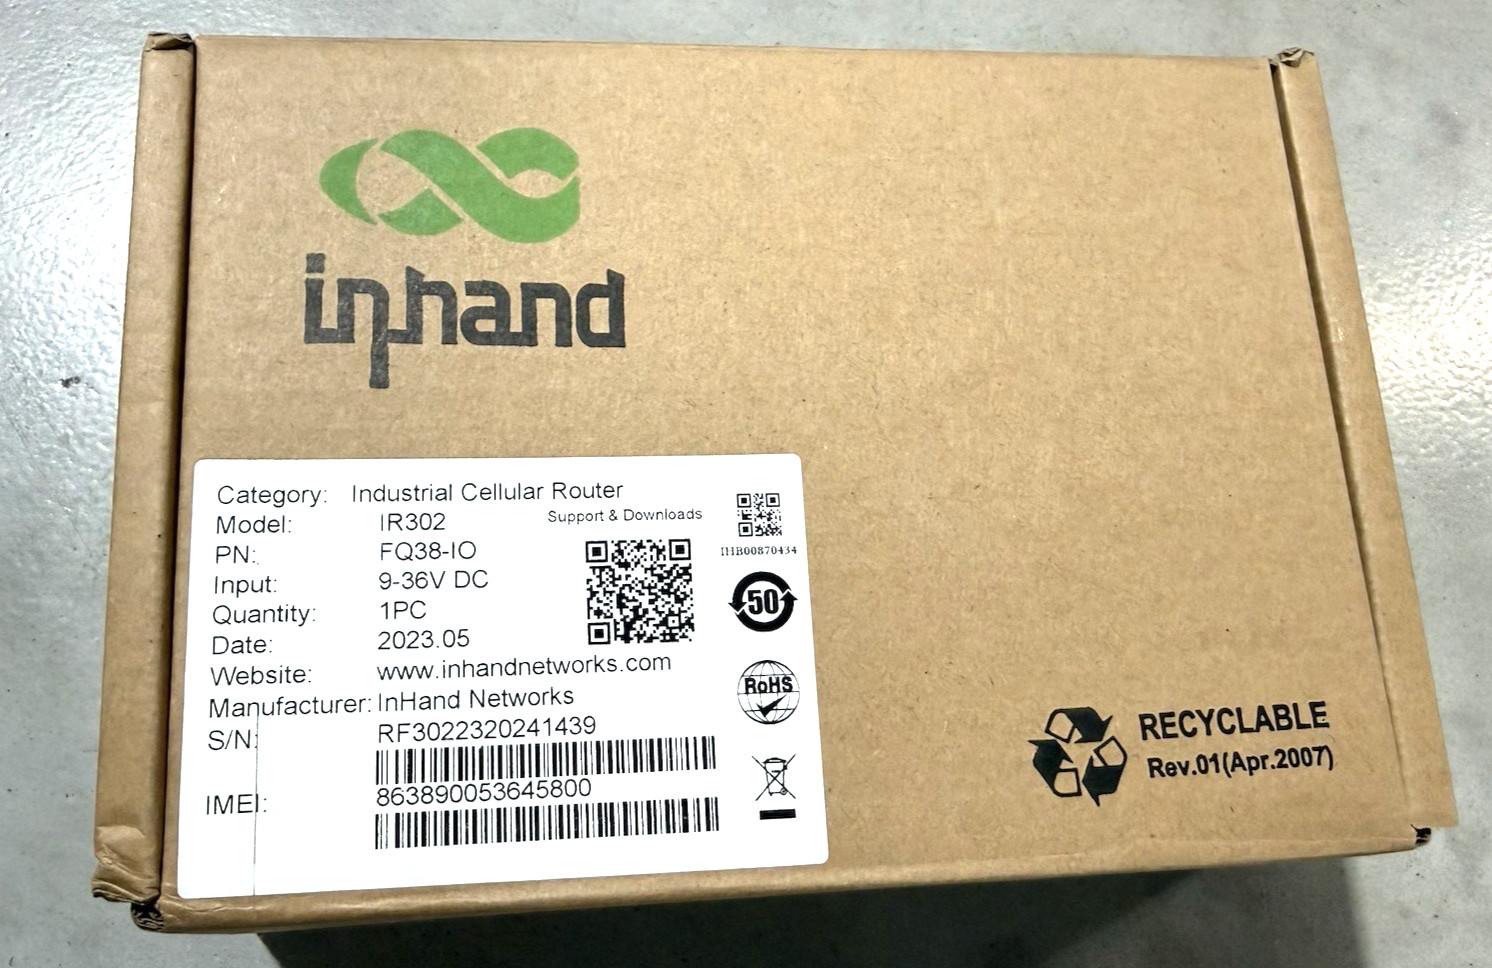 inhand
Category: Industrial Cellular Router
Model: IR302
Support & Downloads
PN: FQ38-IO
Input: 9-36V DC
Quantity: 1PC
Date: 2023.05
Website: www.inhandnetworks.com
Manufacturer: InHand Networks
S/N: RF3022320241439
IMEI: 863890053645800
IHB00870434
50
RoHS
RECYCLABLE
Rev.01(Apr.2007)